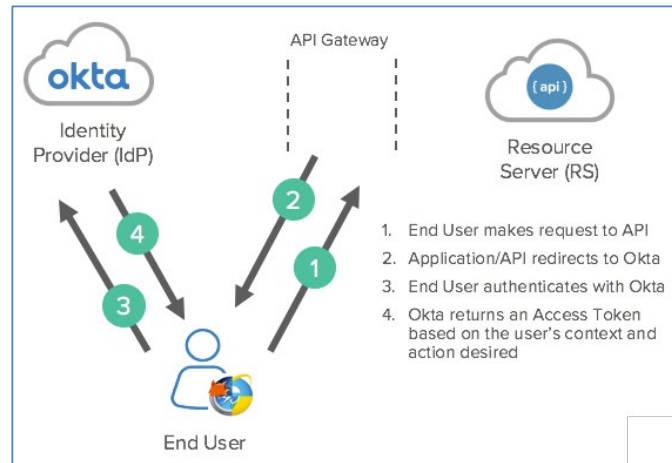 API Gateway
okta
{ api }
Identity
Provider (IdP)
Resource
Server (RS)
2
4
1
3
1. End User makes request to API
2. Application/API redirects to Okta
3. End User authenticates with Okta
4. Okta returns an Access Token
based on the user's context and
action desired
End User